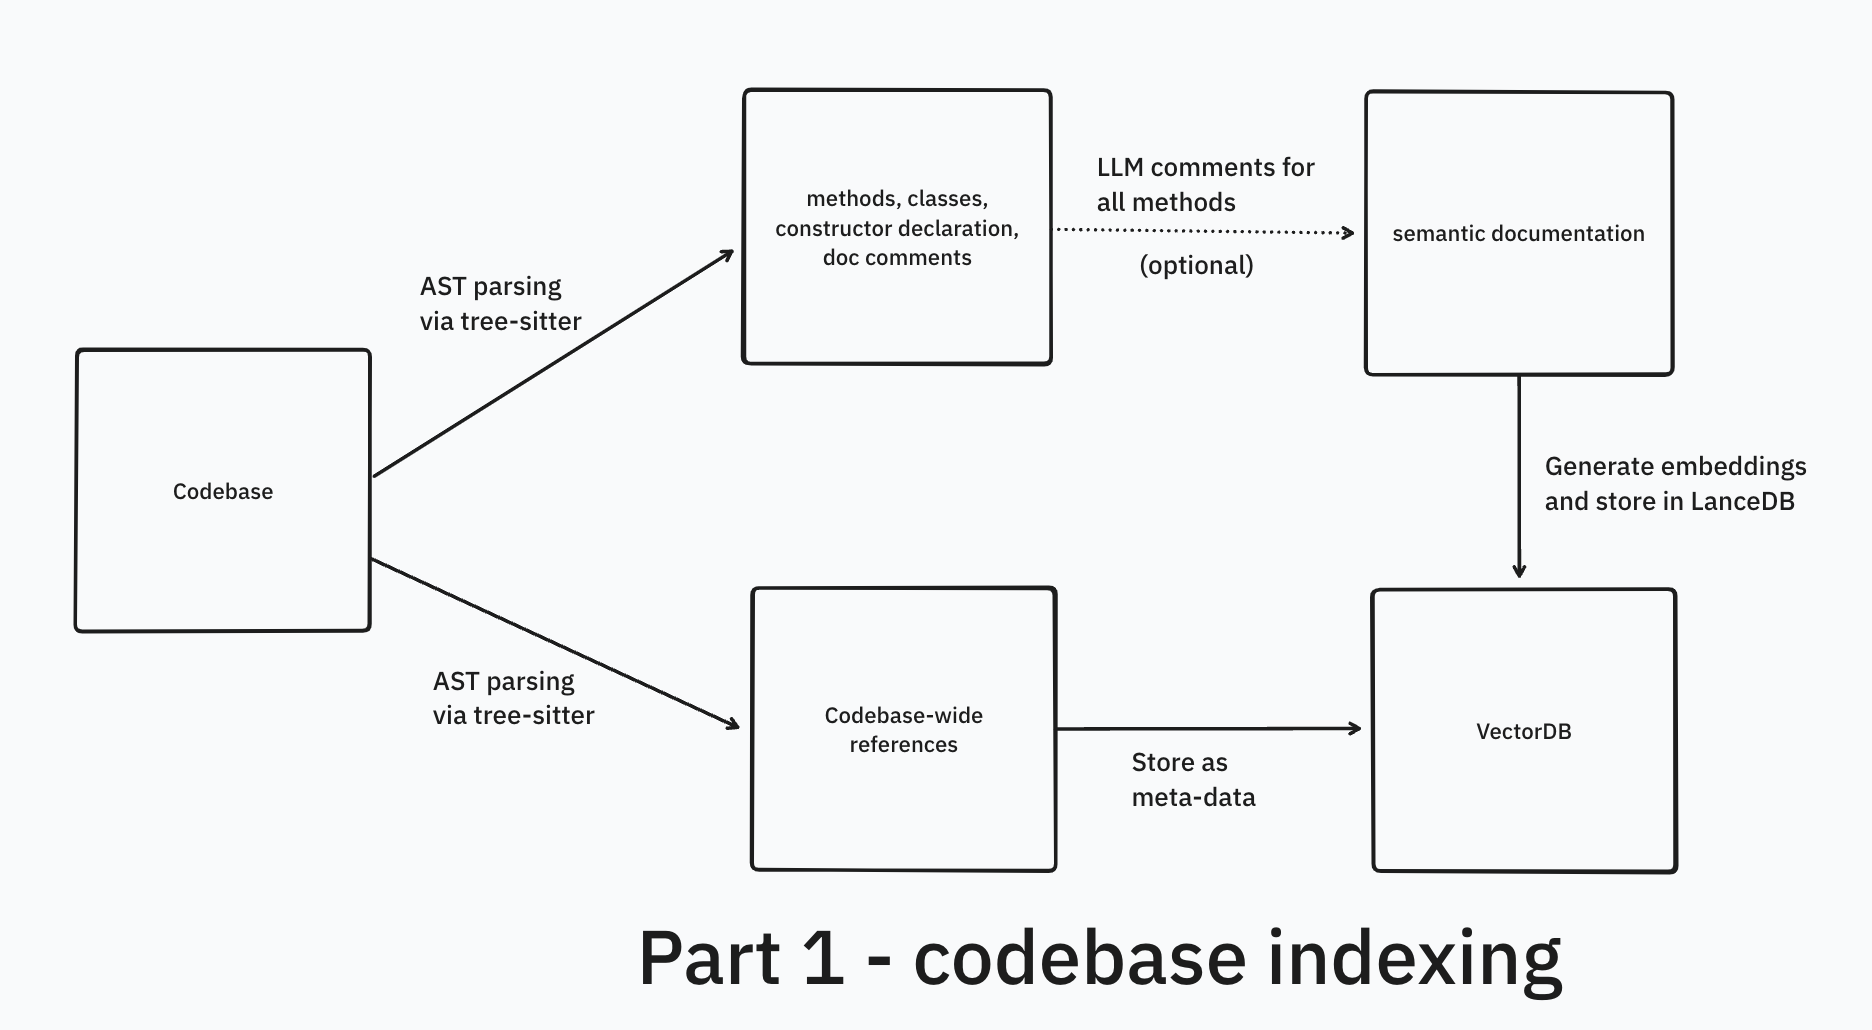 methods, classes,
constructor declaration,
doc comments
LLM comments for
all methods
(optional)
semantic documentation
AST parsing
via tree-sitter
Codebase
Generate embeddings
and store in LanceDB
AST parsing
via tree-sitter
Codebase-wide
references
Store as
meta-data
VectorDB
Part 1 - codebase indexing